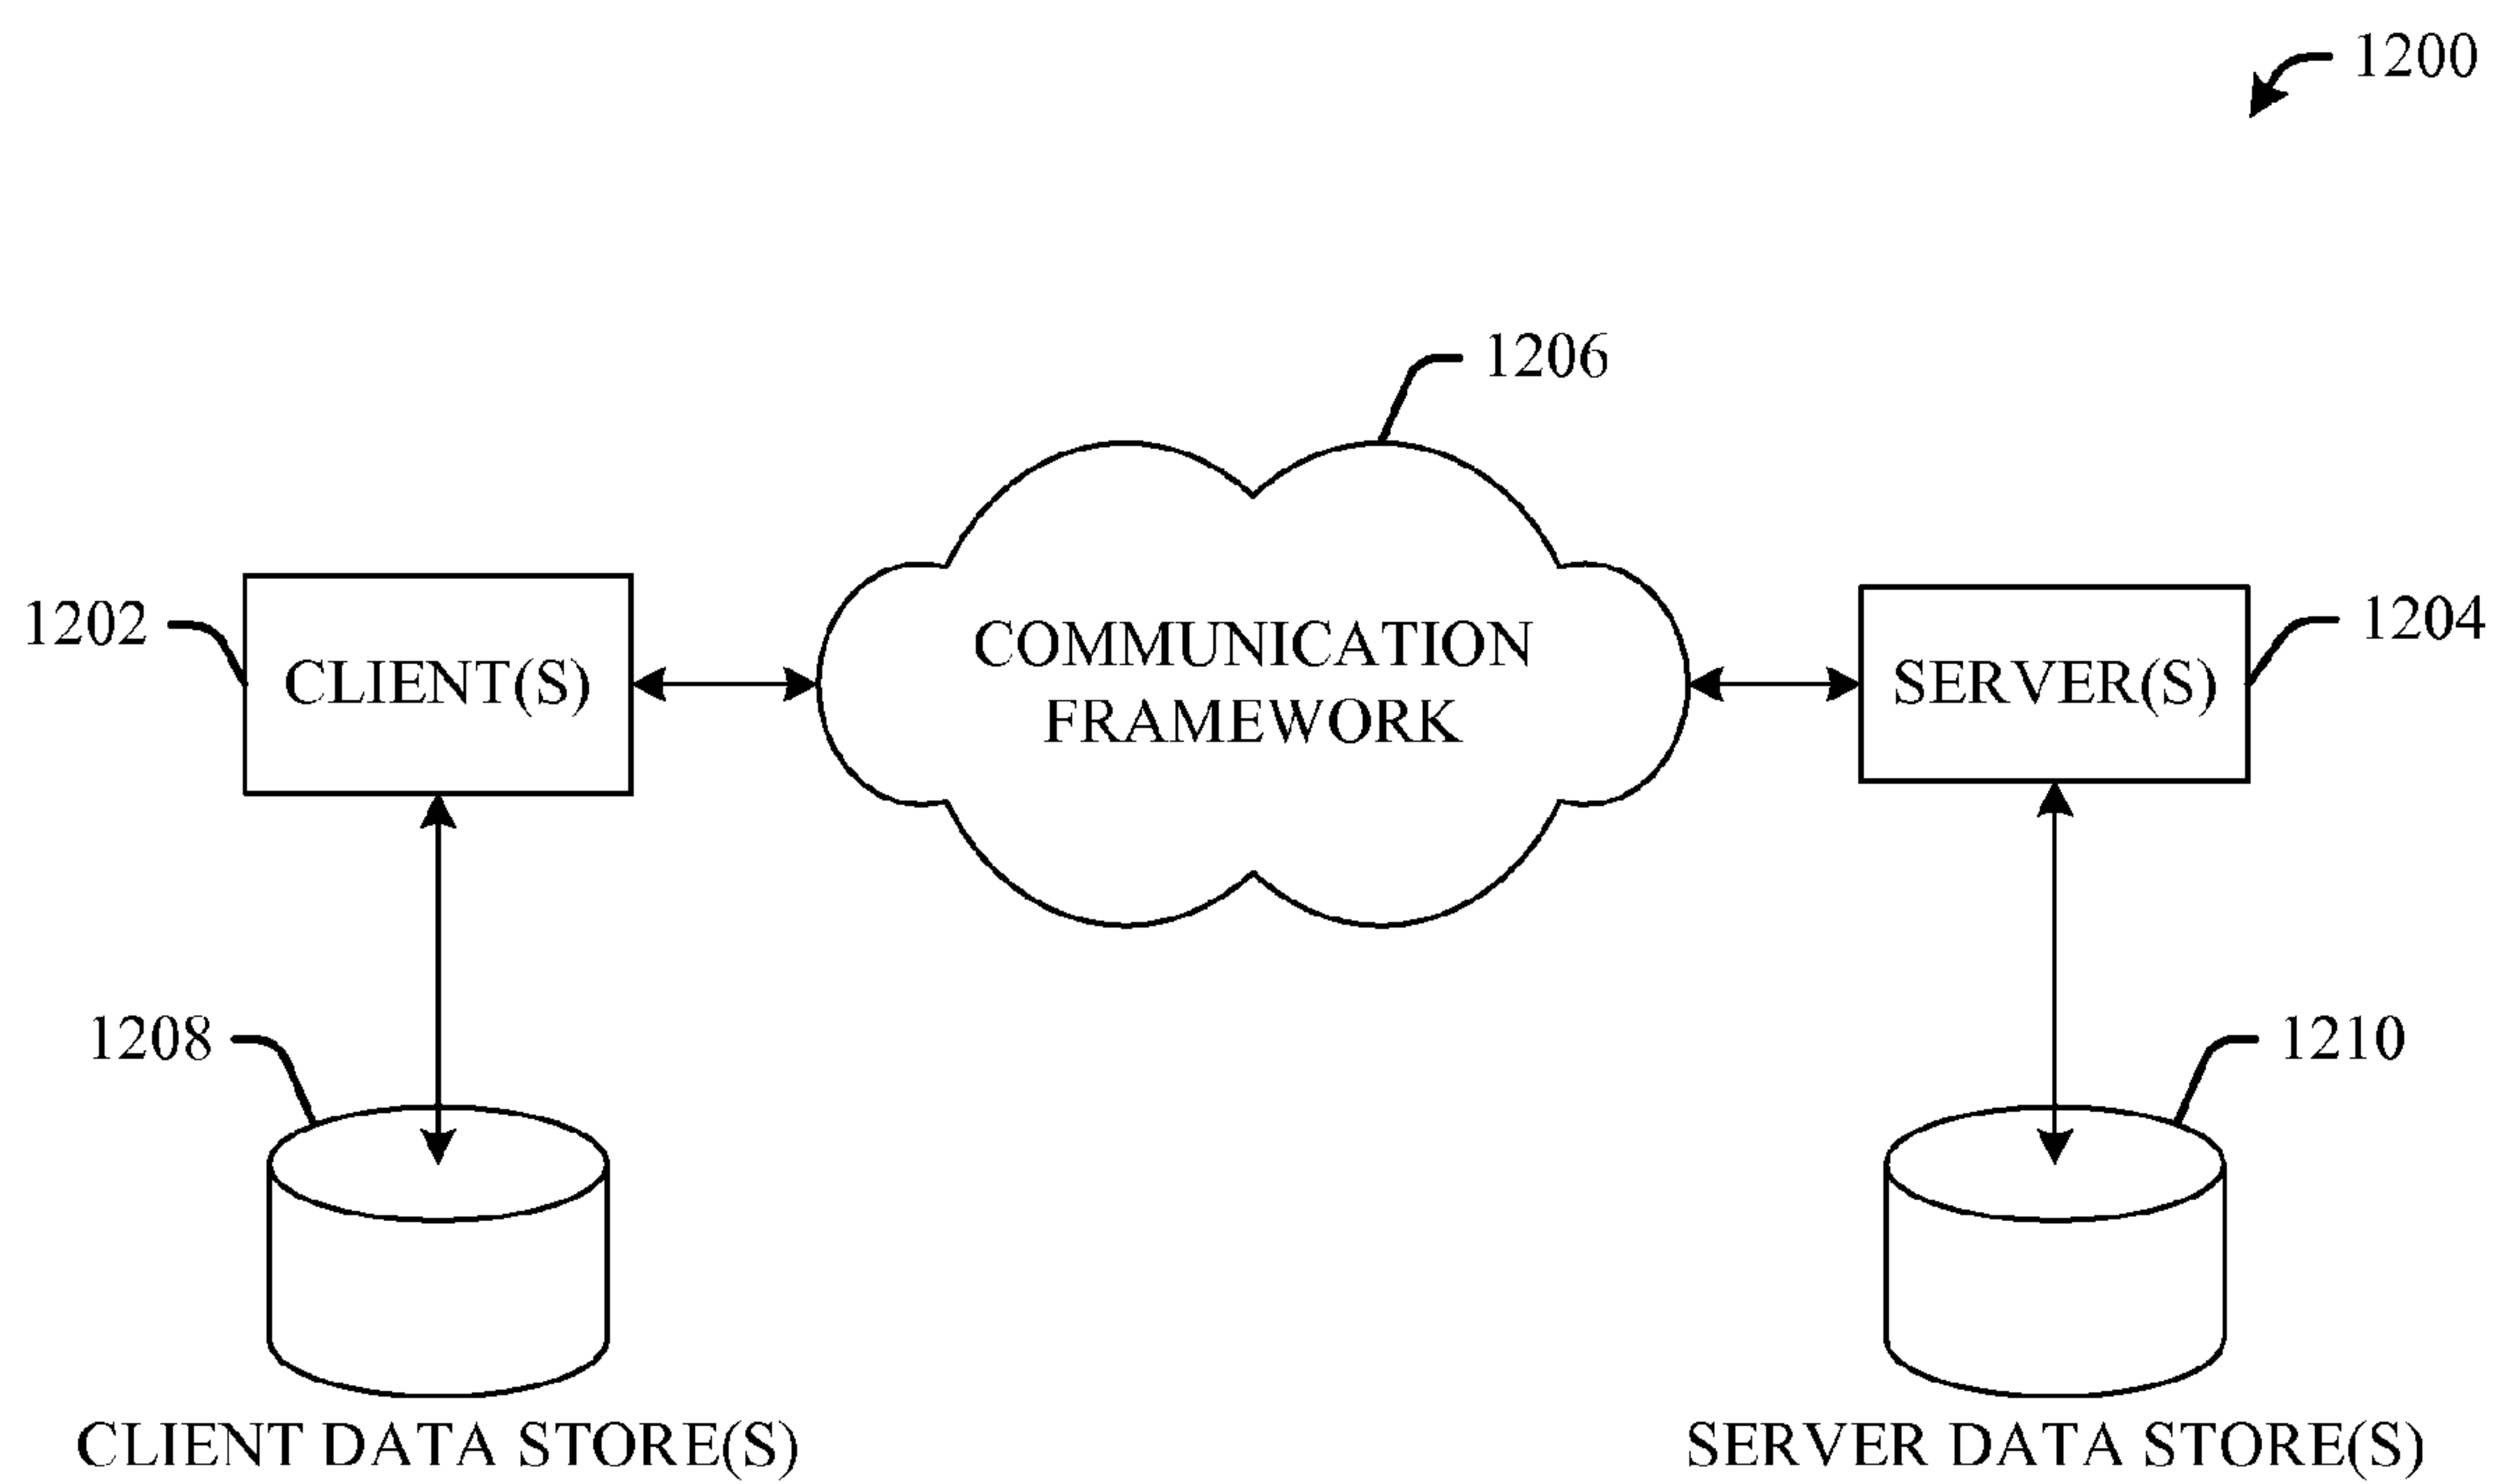 1200
1206
1202
CLIENT(S)
COMMUNICATION
FRAMEWORK
SERVER(S)
1204
1208
1210
CLIENT DATA STORE(S)
SERVER DATA STORE(S)